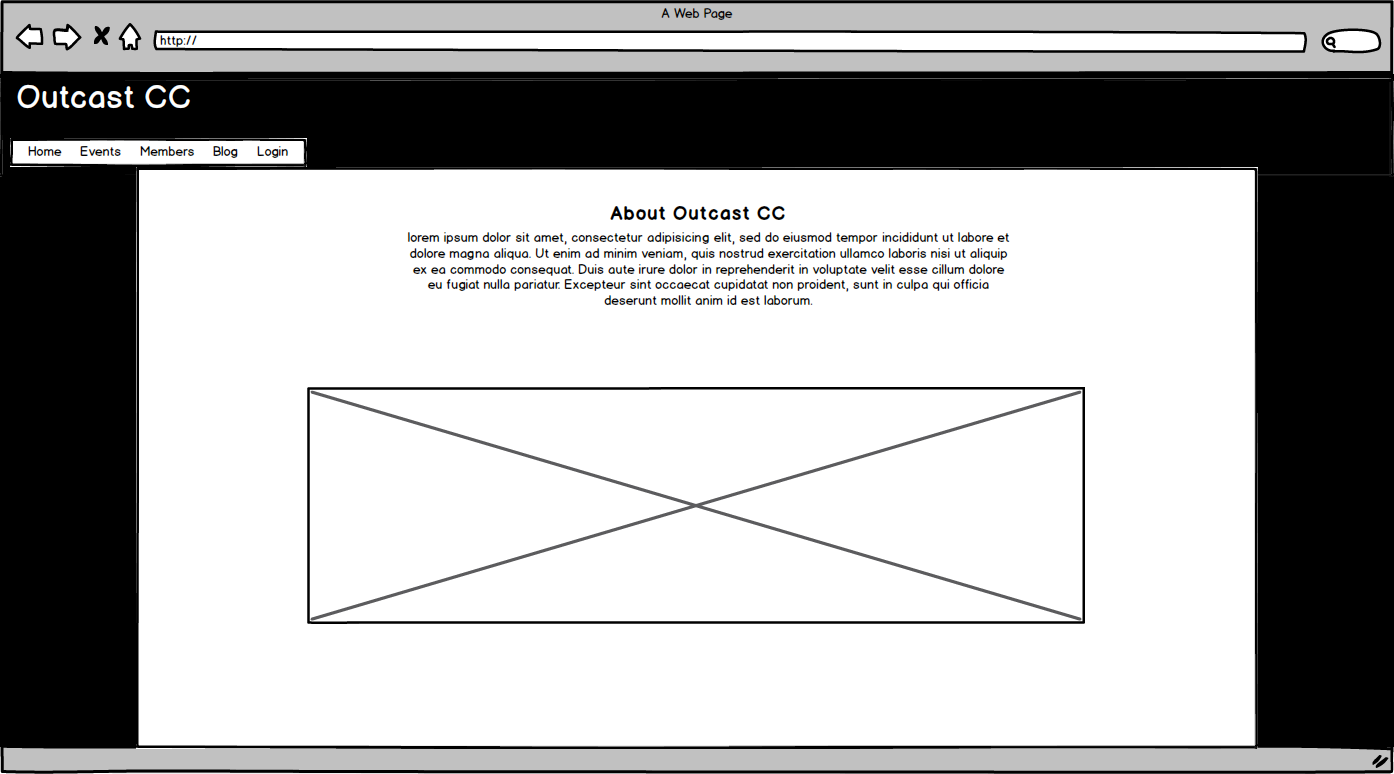 A Web Page
http://
Outcast CC
Home Events Members Blog Login
About Outcast CC
lorem ipsum dolor sit amet, consectetur adipisicing elit, sed do eiusmod tempor incididunt ut labore et
dolore magna aliqua. Ut enim ad minim veniam, quis nostrud exercitation ullamco laboris nisi ut aliquip
ex ea commodo consequat. Duis aute irure dolor in reprehenderit in voluptate velit esse cillum dolore
eu fugiat nulla pariatur. Excepteur sint occaecat cupidatat non proident, sunt in culpa qui officia
deserunt mollit anim id est laborum.